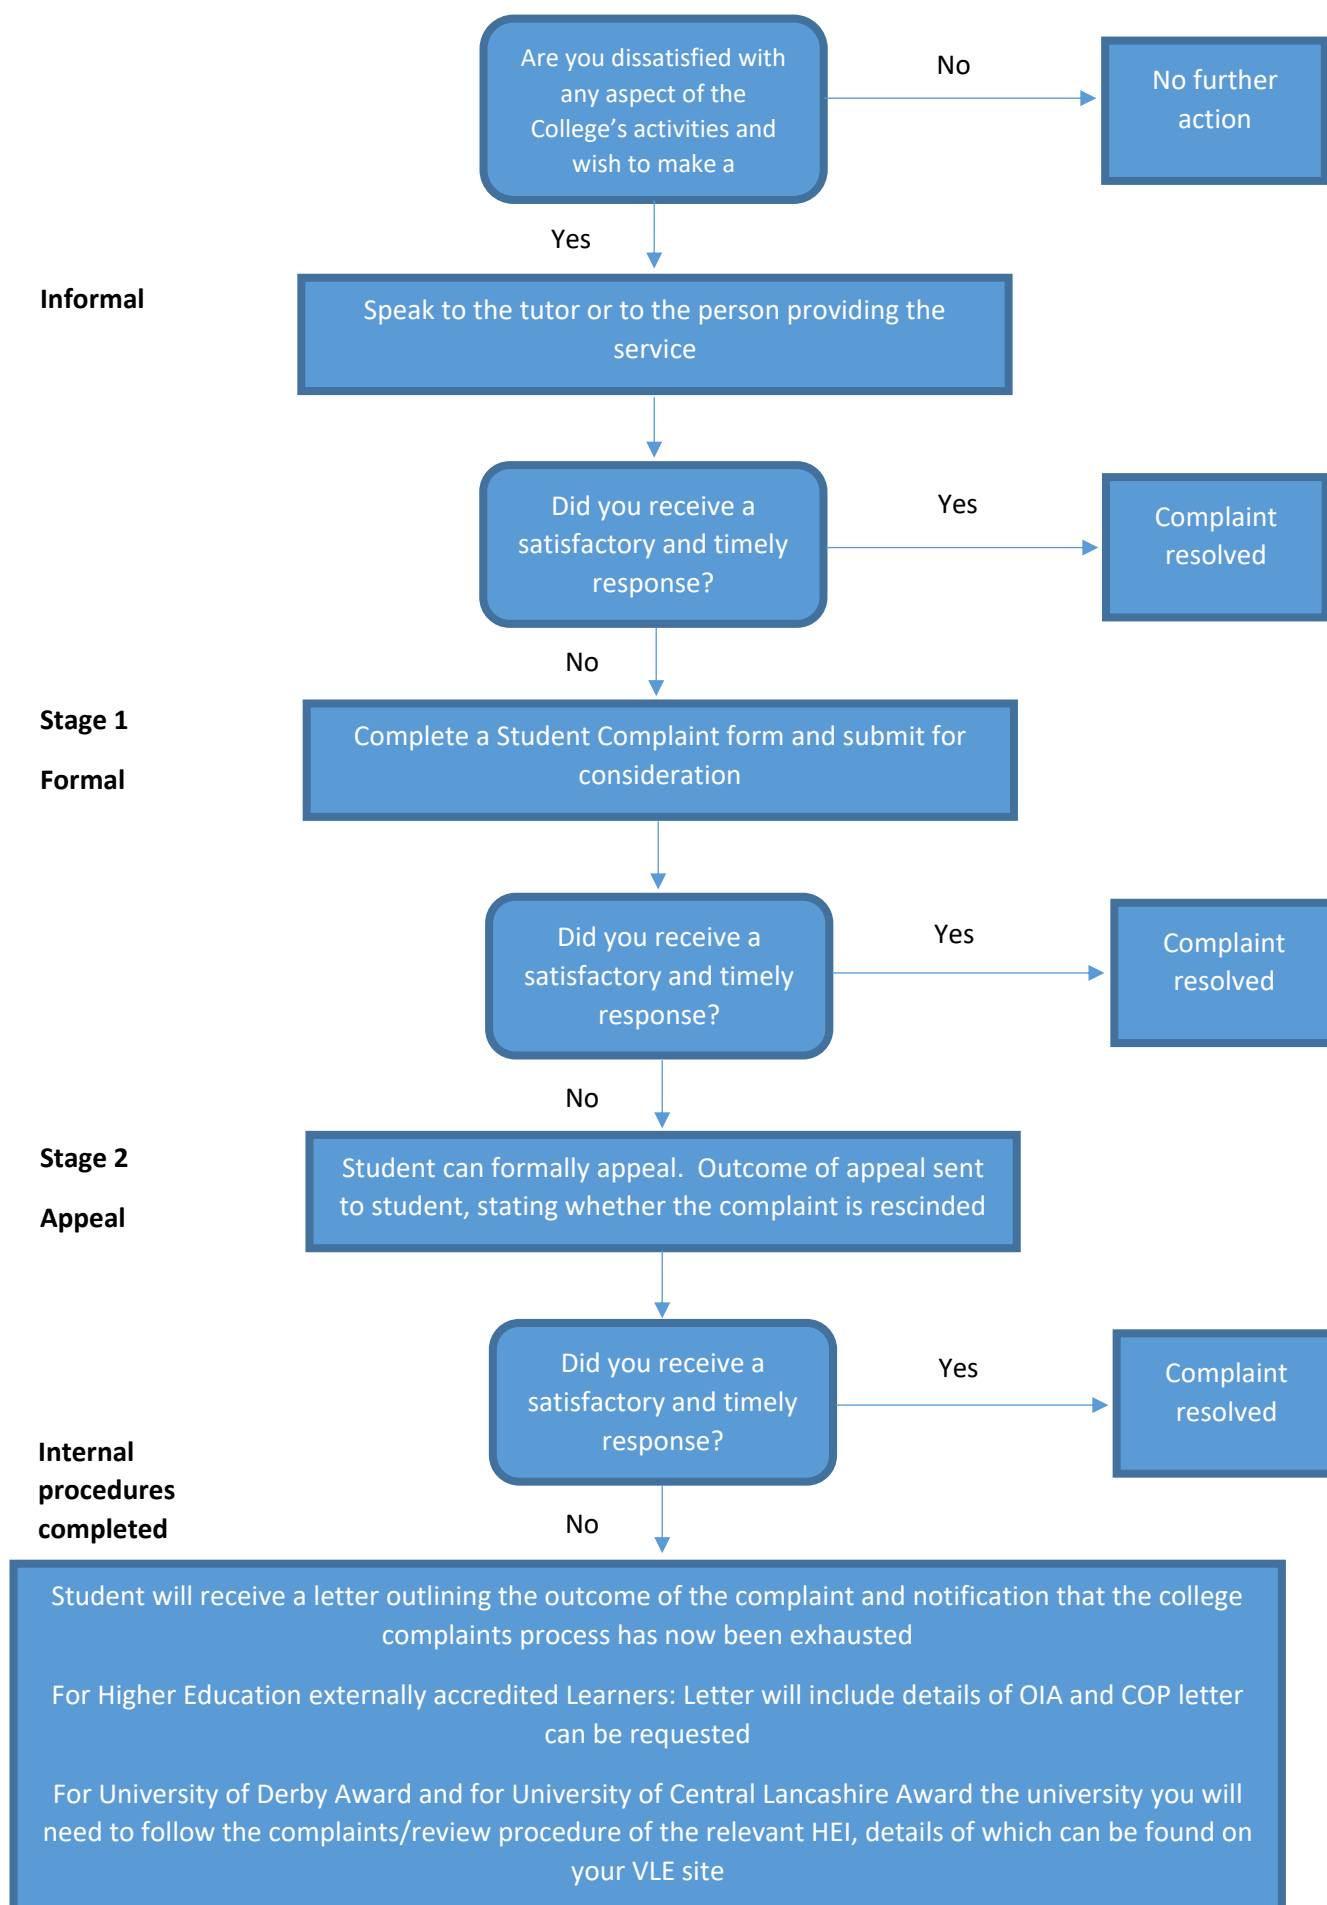 Are you dissatisfied with
any aspect of the
College’s activities and
wish to make a
No
No further
action
Yes
Informal
Speak to the tutor or to the person providing the
service
Did you receive a
satisfactory and timely
response?
Yes
Complaint
resolved
No
Stage 1
Formal
Complete a Student Complaint form and submit for
consideration
Did you receive a
satisfactory and timely
response?
Yes
Complaint
resolved
No
Stage 2
Appeal
Student can formally appeal.  Outcome of appeal sent
to student, stating whether the complaint is rescinded
Did you receive a
satisfactory and timely
response?
Yes
Complaint
resolved
Internal
procedures
completed
No
Student will receive a letter outlining the outcome of the complaint and notification that the college
complaints process has now been exhausted
For Higher Education externally accredited Learners: Letter will include details of OIA and COP letter
can be requested
For University of Derby Award and for University of Central Lancashire Award the university you will
need to follow the complaints/review procedure of the relevant HEI, details of which can be found on
your VLE site